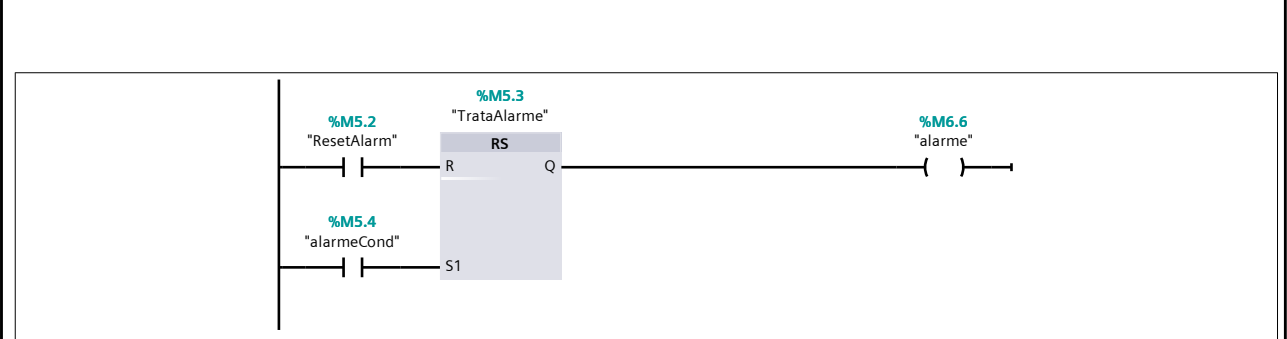 %M5.3
"TrataAlarme"
%M5.2
"ResetAlarm"
%M6.6
"alarme"
RS
R
Q
%M5.4
"alarmeCond"
S1